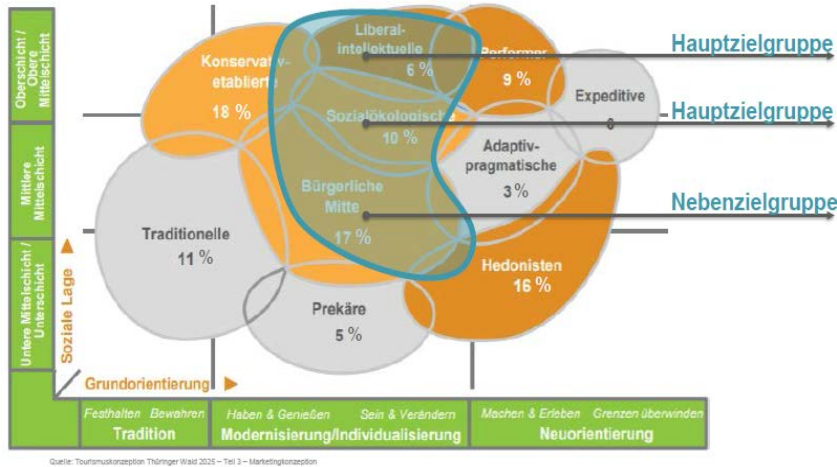 Oberschicht /
Obere
Mittelschicht
Mittlere
Mittelschicht
Untere Mittelschicht /
Unterschicht
Soziale Lage
Konservativ-
etablierte
18 %
Liberal-
intellektuelle
6 %
Performer
9 %
Expeditive
Sozialökologische
10 %
Adaptiv-
pragmatische
3 %
Bürgerliche
Mitte
17 %
Traditionelle
11 %
Hedonisten
16 %
Prekäre
5 %
Hauptzielgruppe
Hauptzielgruppe
Nebenzielgruppe
Grundorientierung
Festhalten Bewahren
Tradition
Haben & Genießen Sein & Verändern
Modernisierung/Individualisierung
Machen & Erleben Grenzen überwinden
Neuorientierung
Quelle: Tourismuskonzeption Thüringer Wald 2025 – Teil 3 – Marketingkonzeption